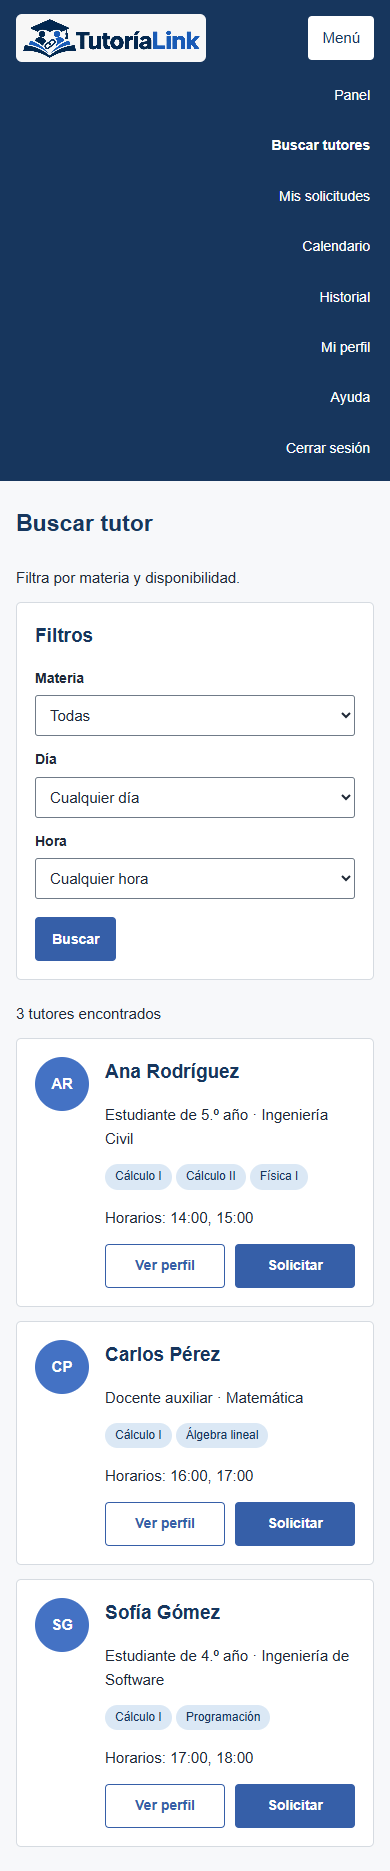 TutoríaLink
Menú
Panel
Buscar tutores
Mis solicitudes
Calendario
Historial
Mi perfil
Ayuda
Cerrar sesión
Buscar tutor
Filtra por materia y disponibilidad.
Filtros
Materia
Todas
Día
Cualquier día
Hora
Cualquier hora
Buscar
3 tutores encontrados
AR
Ana Rodríguez
Estudiante de 5.º año · Ingeniería
Civil
Cálculo I Cálculo II Física I
Horarios: 14:00, 15:00
Ver perfil Solicitar
CP
Carlos Pérez
Docente auxiliar · Matemática
Cálculo I Álgebra lineal
Horarios: 16:00, 17:00
Ver perfil Solicitar
SG
Sofía Gómez
Estudiante de 4.º año · Ingeniería de
Software
Cálculo I Programación
Horarios: 17:00, 18:00
Ver perfil Solicitar